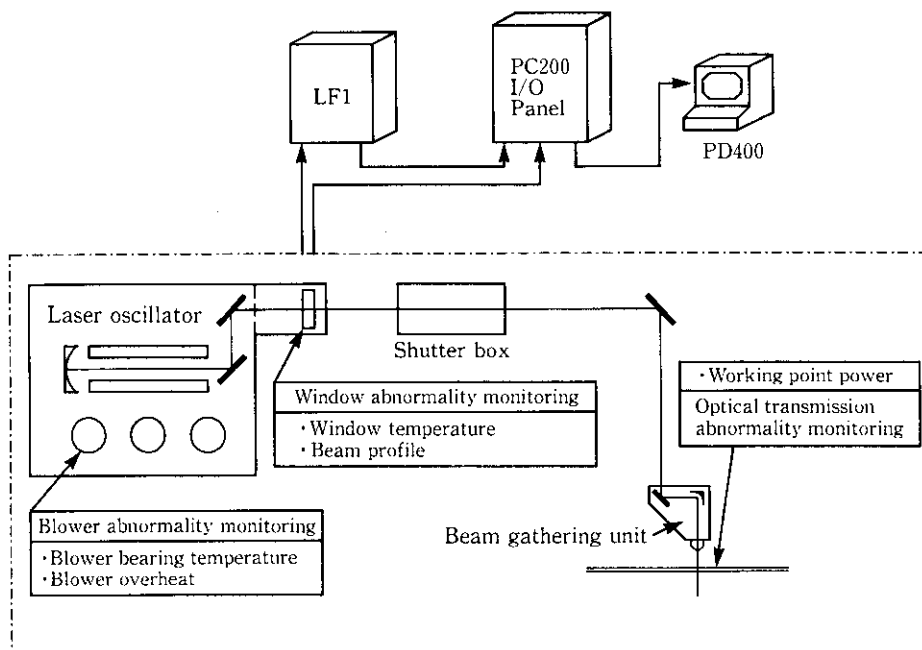 LF1
PC200
I/O
Panel
PD400
Laser oscillator
Shutter box
Window abnormality monitoring
・Window temperature
・Beam profile
・Working point power
Optical transmission
abnormality monitoring
Blower abnormality monitoring
・Blower bearing temperature
・Blower overheat
Beam gathering unit